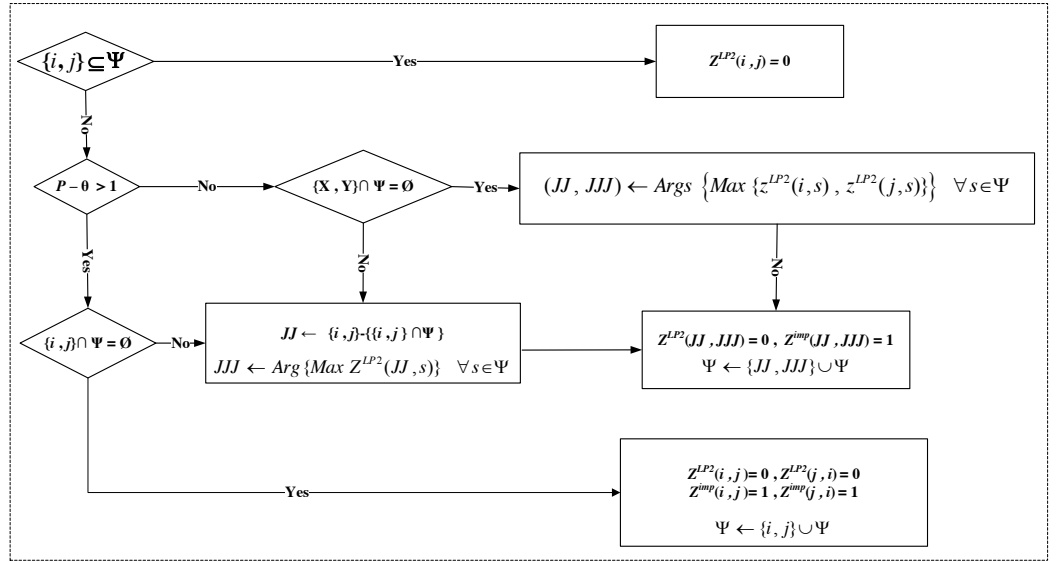 {i, j}⊆Ψ
Yes
Z^{LP2}(i , j) = 0
No
P – θ > 1
No
{X , Y}∩ Ψ = Ø
Yes
(JJ , JJJ) ← Args {Max {z^{LP2}(i,s) , z^{LP2}(j,s)}} ∀ s∈Ψ
Yes
No
No
{i , j}∩ Ψ = Ø
No
JJ ← {i , j}-{{i , j } ∩Ψ }
JJJ ← Arg {Max Z^{LP2}(JJ , s)} ∀ s∈Ψ
Z^{LP2}(JJ , JJJ) = 0 , Z^{imp}(JJ , JJJ) = 1
Ψ ← {JJ , JJJ} ∪ Ψ
Yes
Z^{LP2}(i , j)= 0 , Z^{LP2}(j , i) = 0
Z^{imp}(i , j)= 1 , Z^{imp}(j , i) = 1
Ψ ← {i , j} ∪ Ψ